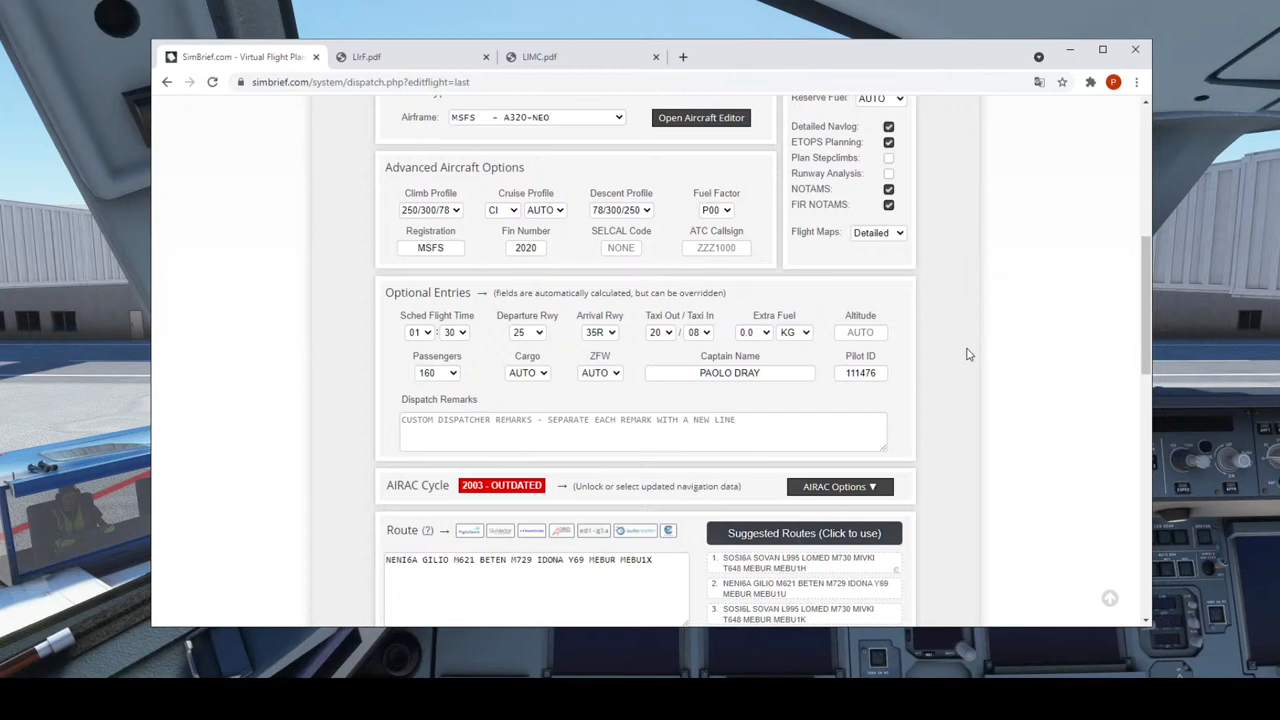 SimBrief.com - Virtual Flight Plan
LIrF.pdf
LIMC.pdf
simbrief.com/system/dispatch.php?editflight=last
P
Airframe: MSFS - A320-NEO
Open Aircraft Editor
Reserve Fuel: AUTO
Detailed Navlog:
ETOPS Planning:
Plan Stepclimbs:
Runway Analysis:
NOTAMS:
FIR NOTAMS:
Flight Maps: Detailed
Advanced Aircraft Options
Climb Profile Cruise Profile Descent Profile Fuel Factor
250/300/78 CI AUTO 78/300/250 P00
Registration Fin Number SELCAL Code ATC Callsign
MSFS 2020 NONE ZZZ1000
Optional Entries → (fields are automatically calculated, but can be overridden)
Sched Flight Time Departure Rwy Arrival Rwy Taxi Out / Taxi In Extra Fuel Altitude
01 : 30 25 35R 20 / 08 0.0 KG AUTO
Passengers Cargo ZFW Captain Name Pilot ID
160 AUTO AUTO PAOLO DRAY 111476
Dispatch Remarks
CUSTOM DISPATCHER REMARKS - SEPARATE EACH REMARK WITH A NEW LINE
AIRAC Cycle 2003 - OUTDATED → (Unlock or select updated navigation data) AIRAC Options ▼
Route (?) →
Suggested Routes (Click to use)
NENI6A GILIO M621 BETEN M729 IDONA Y69 MEBUR MEBU1X
1. SOSI6A SOVAN L995 LOMED M730 MIVKI
T648 MEBUR MEBU1H
2. NENI6A GILIO M621 BETEN M729 IDONA Y69
MEBUR MEBU1U
3. SOSI6L SOVAN L995 LOMED M730 MIVKI
T648 MEBUR MEBU1K